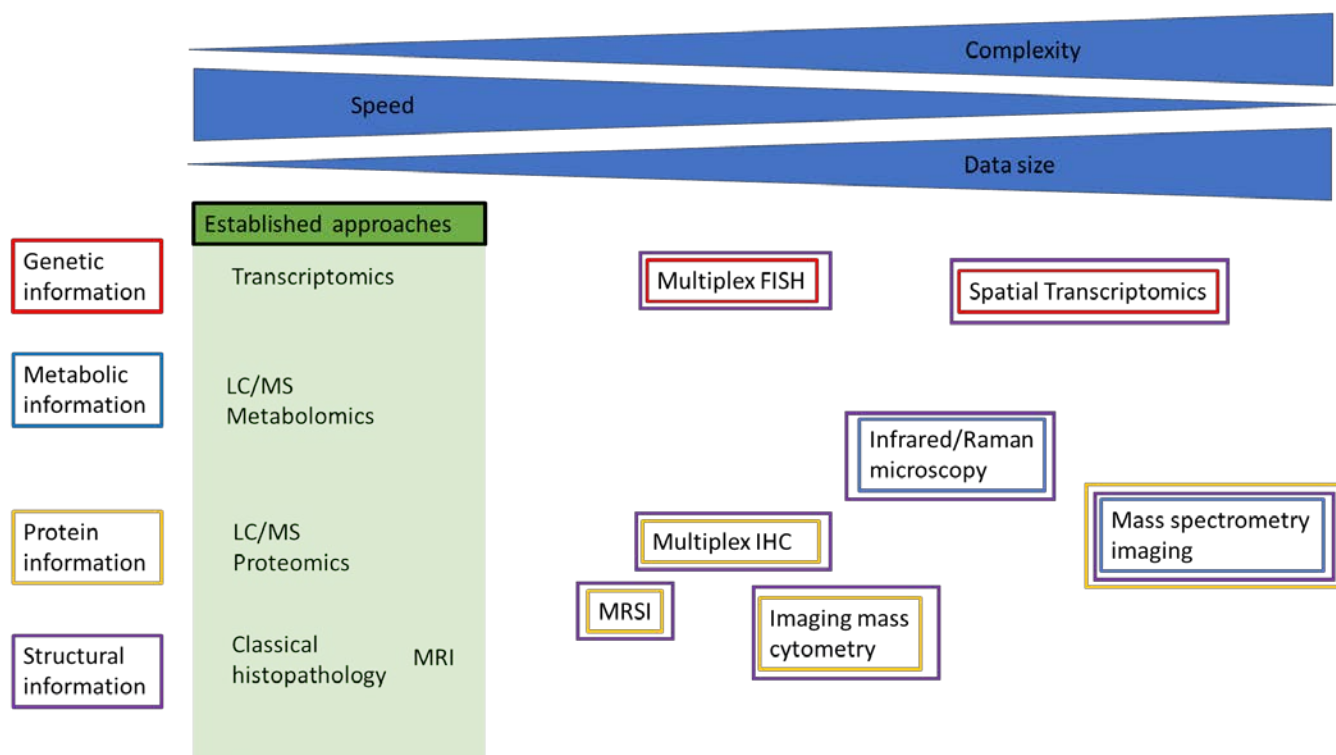 Complexity
Speed
Data size
Established approaches
Genetic
information
Transcriptomics
Multiplex FISH
Spatial Transcriptomics
Metabolic
information
LC/MS
Metabolomics
Infrared/Raman
microscopy
Protein
information
LC/MS
Proteomics
Multiplex IHC
Mass spectrometry
imaging
MRSI
Imaging mass
cytometry
Structural
information
Classical
histopathology
MRI